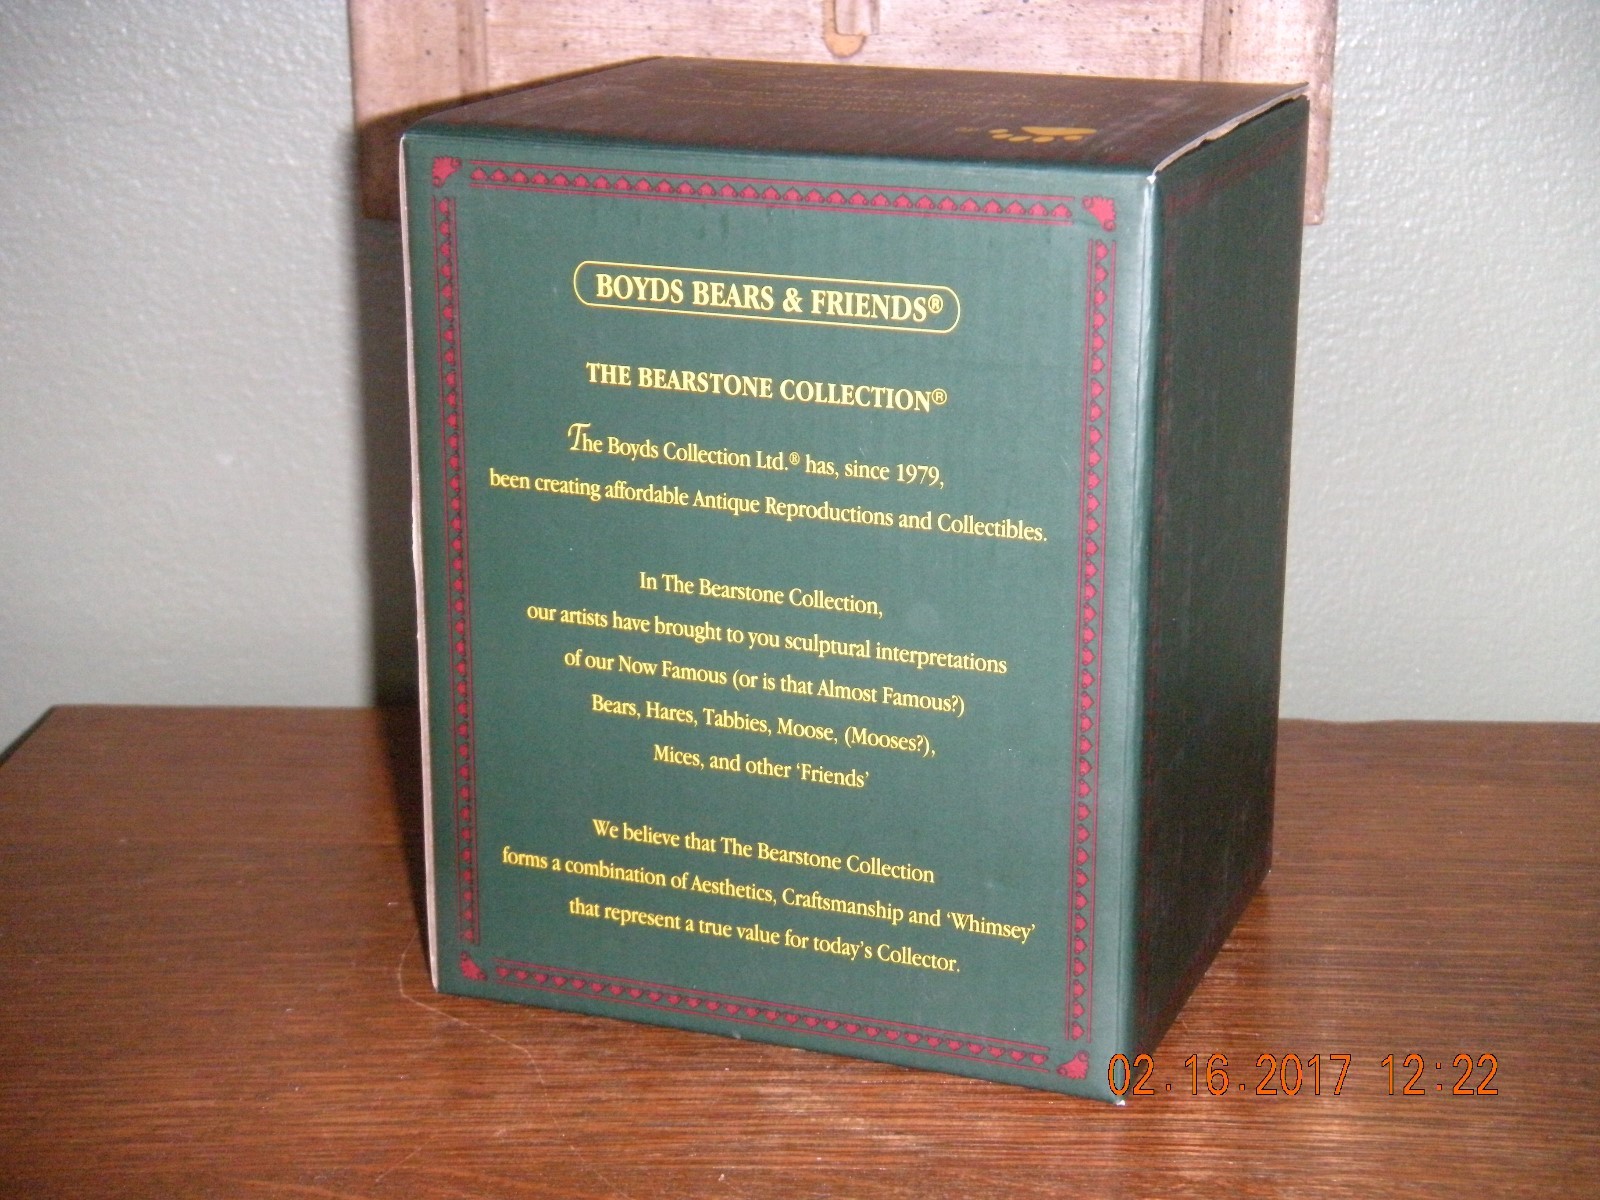 BOYDS BEARS & FRIENDS®
THE BEARSTONE COLLECTION®
The Boyds Collection Ltd.® has, since 1979,
been creating affordable Antique Reproductions and Collectibles.
In The Bearstone Collection,
our artists have brought to you sculptural interpretations
of our Now Famous (or is that Almost Famous?)
Bears, Hares, Tabbies, Moose, (Mooses?),
Mices, and other ‘Friends’
We believe that The Bearstone Collection
forms a combination of Aesthetics, Craftsmanship and ‘Whimsey’
that represent a true value for today’s Collector.
02.16.2017 12:22